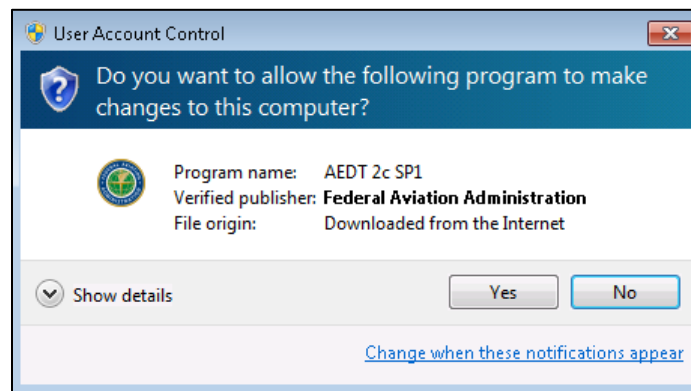 User Account Control
Do you want to allow the following program to make
changes to this computer?
Program name: AEDT 2c SP1
Verified publisher: Federal Aviation Administration
File origin: Downloaded from the Internet
Show details
Yes
No
Change when these notifications appear